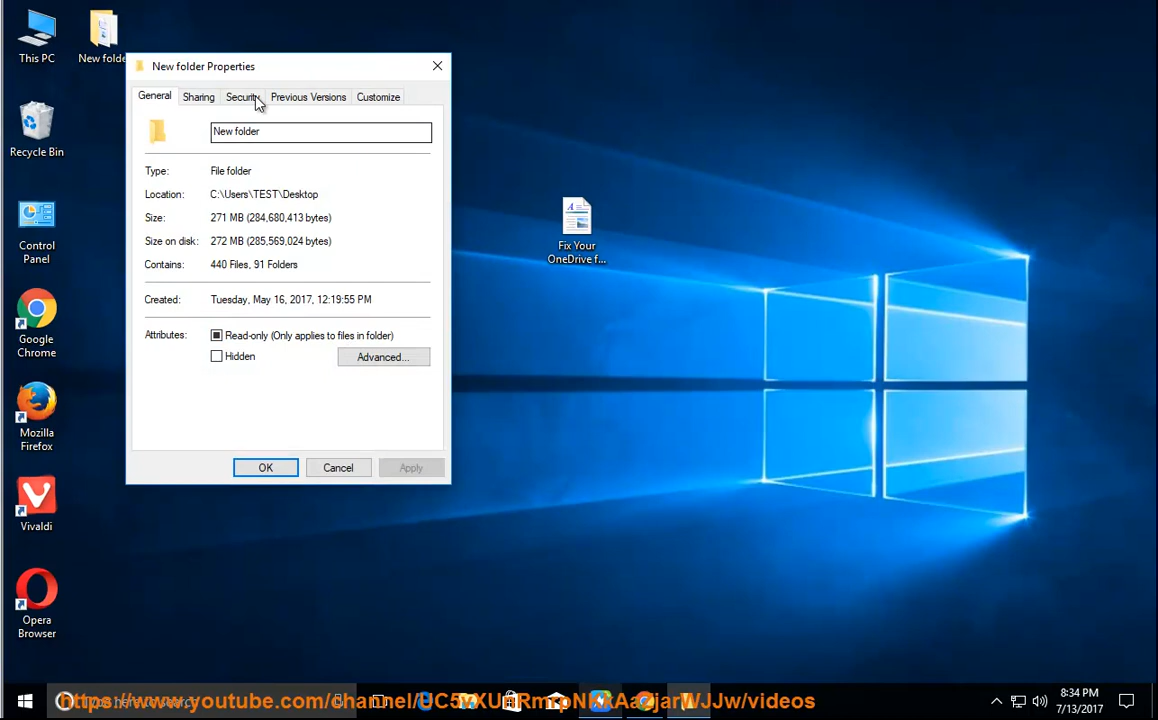 This PC
New folde
Recycle Bin
Control
Panel
Google
Chrome
Mozilla
Firefox
Vivaldi
Opera
Browser
New folder Properties
General
Sharing
Security
Previous Versions
Customize
New folder
Type:
File folder
Location:
C:\Users\TEST\Desktop
Size:
271 MB (284,680,413 bytes)
Size on disk:
272 MB (285,569,024 bytes)
Contains:
440 Files, 91 Folders
Created:
Tuesday, May 16, 2017, 12:19:55 PM
Attributes:
Read-only (Only applies to files in folder)
Hidden
Advanced...
OK
Cancel
Apply
Fix Your
OneDrive f...
8:34 PM
7/13/2017